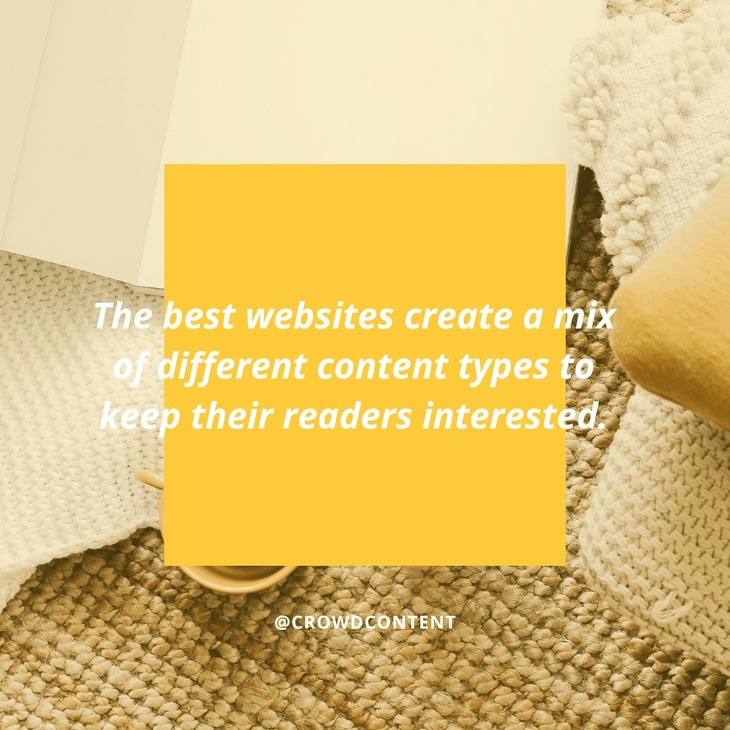 The best websites create a mix
of different content types to
keep their readers interested.
@CROWDCONTENT